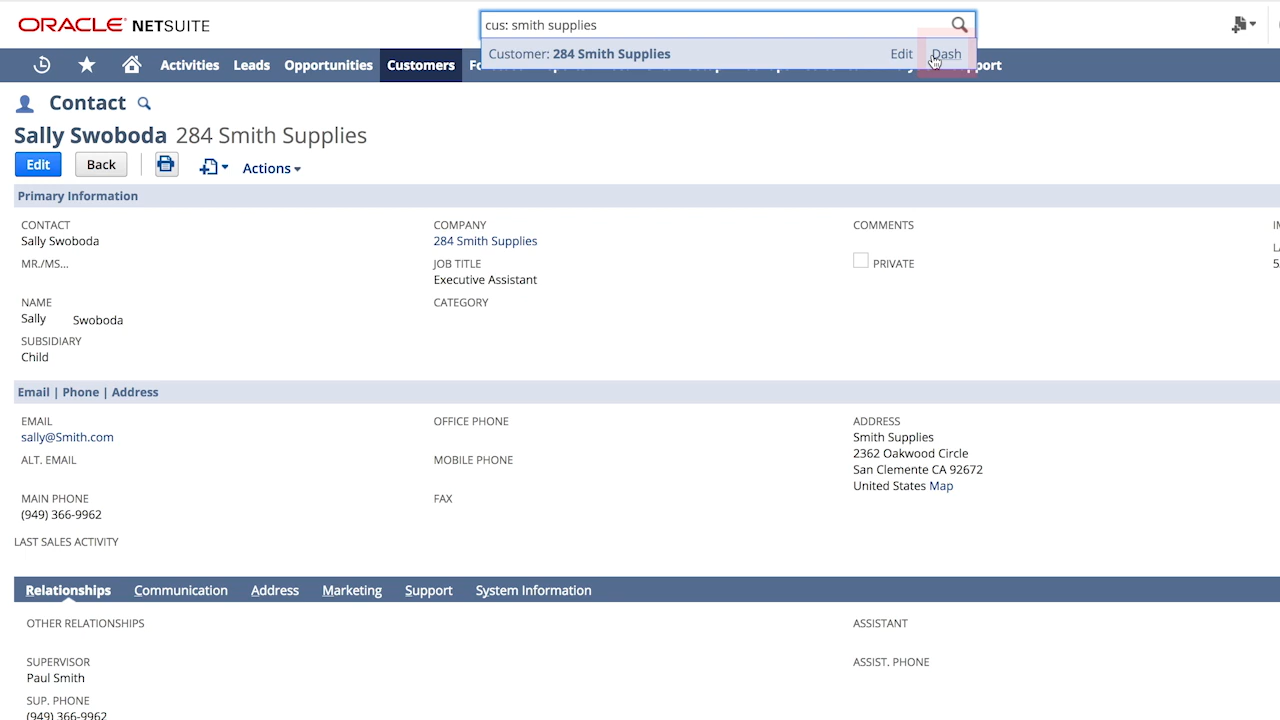 ORACLE NETSUITE
cus: smith supplies
Customer: 284 Smith Supplies Edit Dash
Activities Leads Opportunities Customers
Contact
Sally Swoboda 284 Smith Supplies
Edit Back Actions
Primary Information
CONTACT
Sally Swoboda
MR./MS...
NAME
Sally Swoboda
SUBSIDIARY
Child
COMPANY
284 Smith Supplies
JOB TITLE
Executive Assistant
CATEGORY
COMMENTS
PRIVATE
Email | Phone | Address
EMAIL
sally@Smith.com
ALT. EMAIL
MAIN PHONE
(949) 366-9962
LAST SALES ACTIVITY
OFFICE PHONE
MOBILE PHONE
FAX
ADDRESS
Smith Supplies
2362 Oakwood Circle
San Clemente CA 92672
United States Map
Relationships Communication Address Marketing Support System Information
OTHER RELATIONSHIPS
SUPERVISOR
Paul Smith
SUP. PHONE
(949) 366-9962
ASSISTANT
ASSIST. PHONE